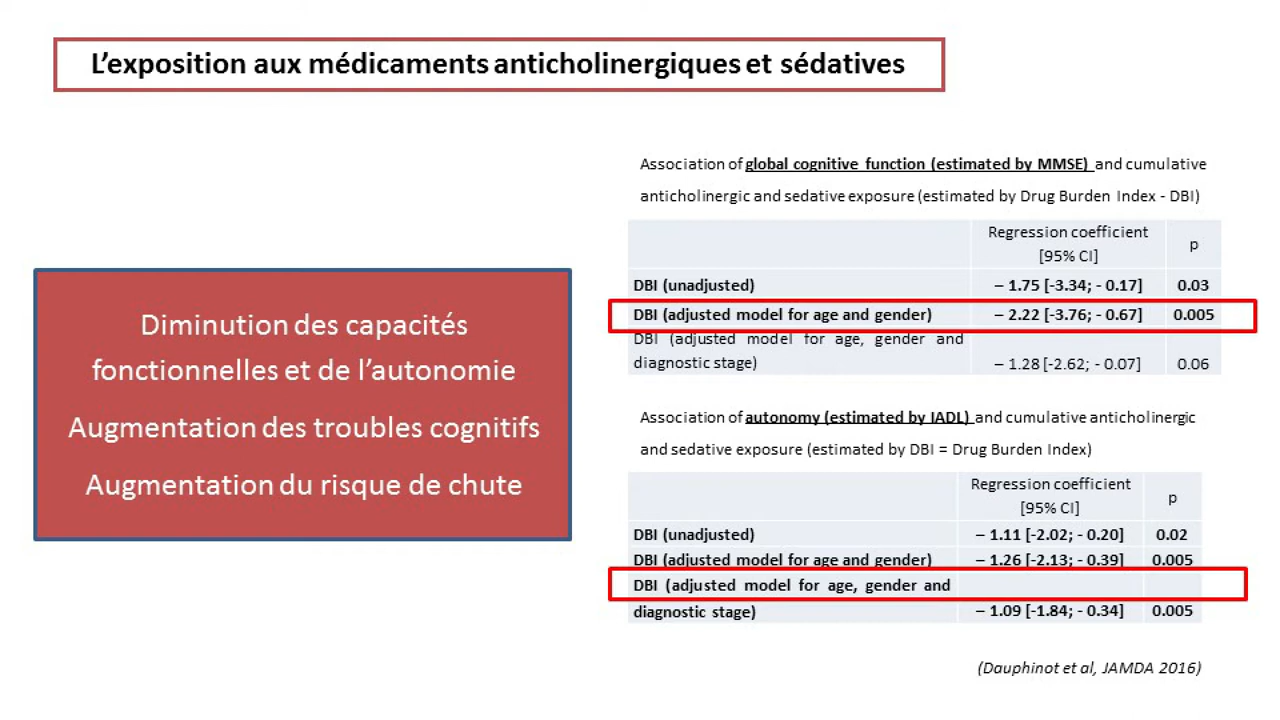 L'exposition aux médicaments anticholinergiques et sédatives
Diminution des capacités
fonctionnelles et de l'autonomie
Augmentation des troubles cognitifs
Augmentation du risque de chute
Association of global cognitive function (estimated by MMSE) and cumulative
anticholinergic and sedative exposure (estimated by Drug Burden Index - DBI)
Regression coefficient
[95% CI]
p
DBI (unadjusted) – 1.75 [-3.34; - 0.17] 0.03
DBI (adjusted model for age and gender) – 2.22 [-3.76; - 0.67] 0.005
DBI (adjusted model for age, gender and
diagnostic stage) – 1.28 [-2.62; - 0.07] 0.06
Association of autonomy (estimated by IADL) and cumulative anticholinergic
and sedative exposure (estimated by DBI = Drug Burden Index)
Regression coefficient
[95% CI]
p
DBI (unadjusted) – 1.11 [-2.02; - 0.20] 0.02
DBI (adjusted model for age and gender) – 1.26 [-2.13; - 0.39] 0.005
DBI (adjusted model for age, gender and
diagnostic stage) – 1.09 [-1.84; - 0.34] 0.005
(Dauphinot et al, JAMDA 2016)